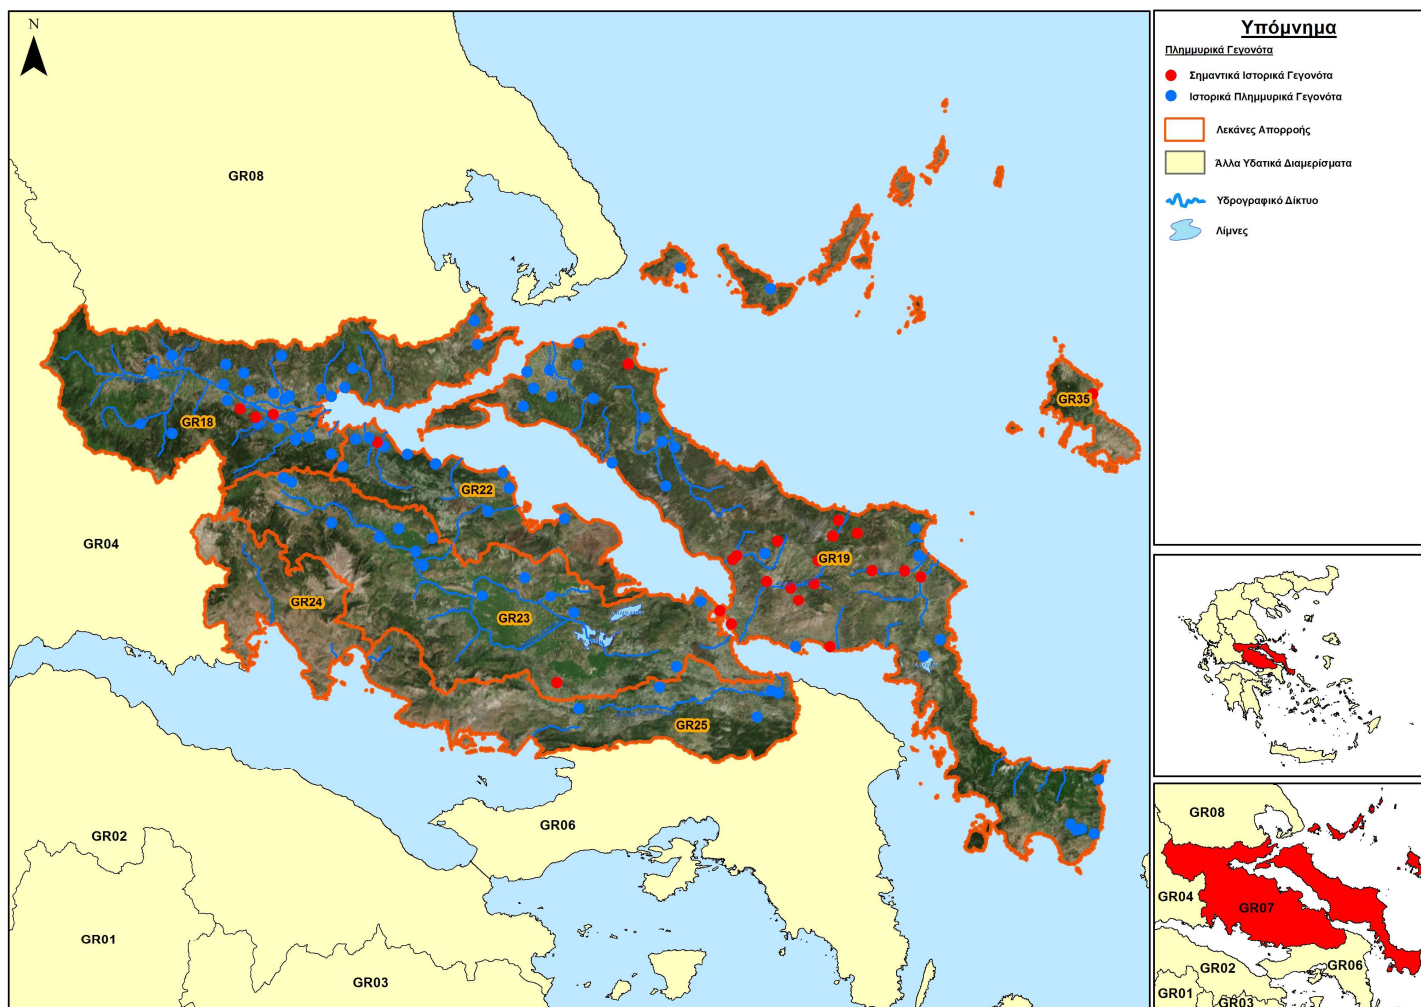 N
GR08
GR18
GR04
GR22
GR24
GR23
GR19
GR35
GR25
GR06
GR02
GR01
GR03
Υπόμνημα
Πλημμυρικά Γεγονότα
Σημαντικά Ιστορικά Γεγονότα
Ιστορικά Πλημμυρικά Γεγονότα
Λεκάνες Απορροής
Άλλα Υδατικά Διαμερίσματα
Υδρογραφικό Δίκτυο
Λίμνες
GR08
GR04
GR07
GR02
GR06
GR01
GR03